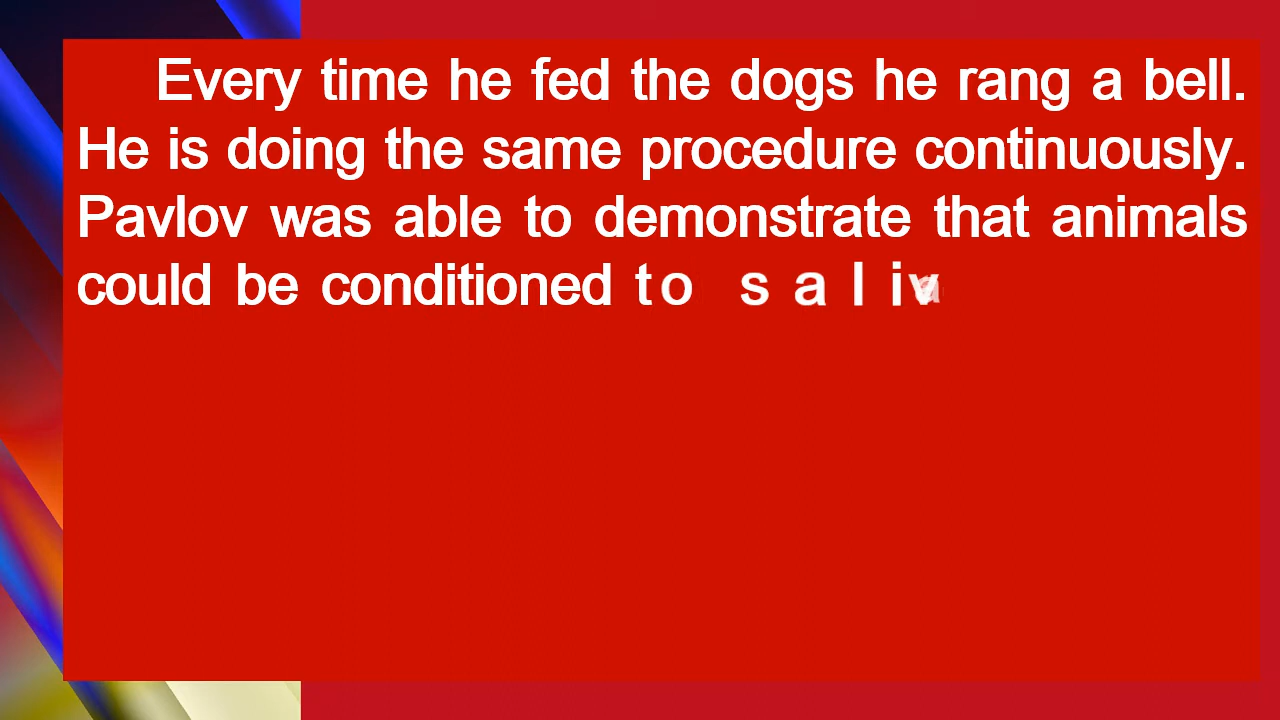 Every time he fed the dogs he rang a bell.
He is doing the same procedure continuously.
Pavlov was able to demonstrate that animals
could be conditioned to